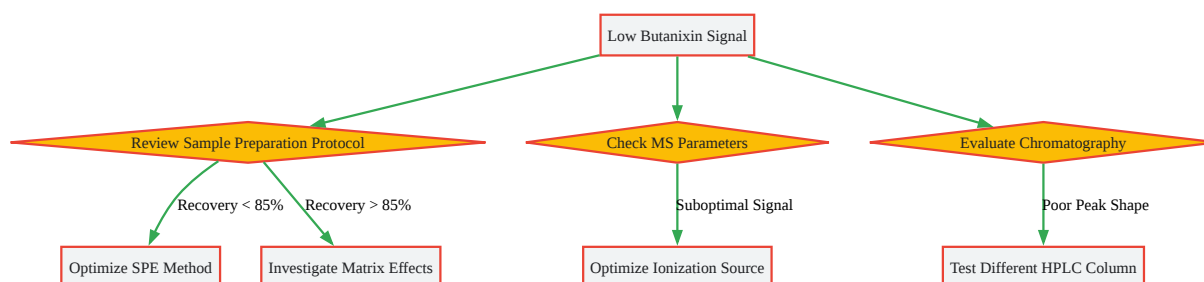 Low Butanixin Signal
Review Sample Preparation Protocol
Check MS Parameters
Evaluate Chromatography
Recovery < 85%
Recovery > 85%
Suboptimal Signal
Poor Peak Shape
Optimize SPE Method
Investigate Matrix Effects
Optimize Ionization Source
Test Different HPLC Column